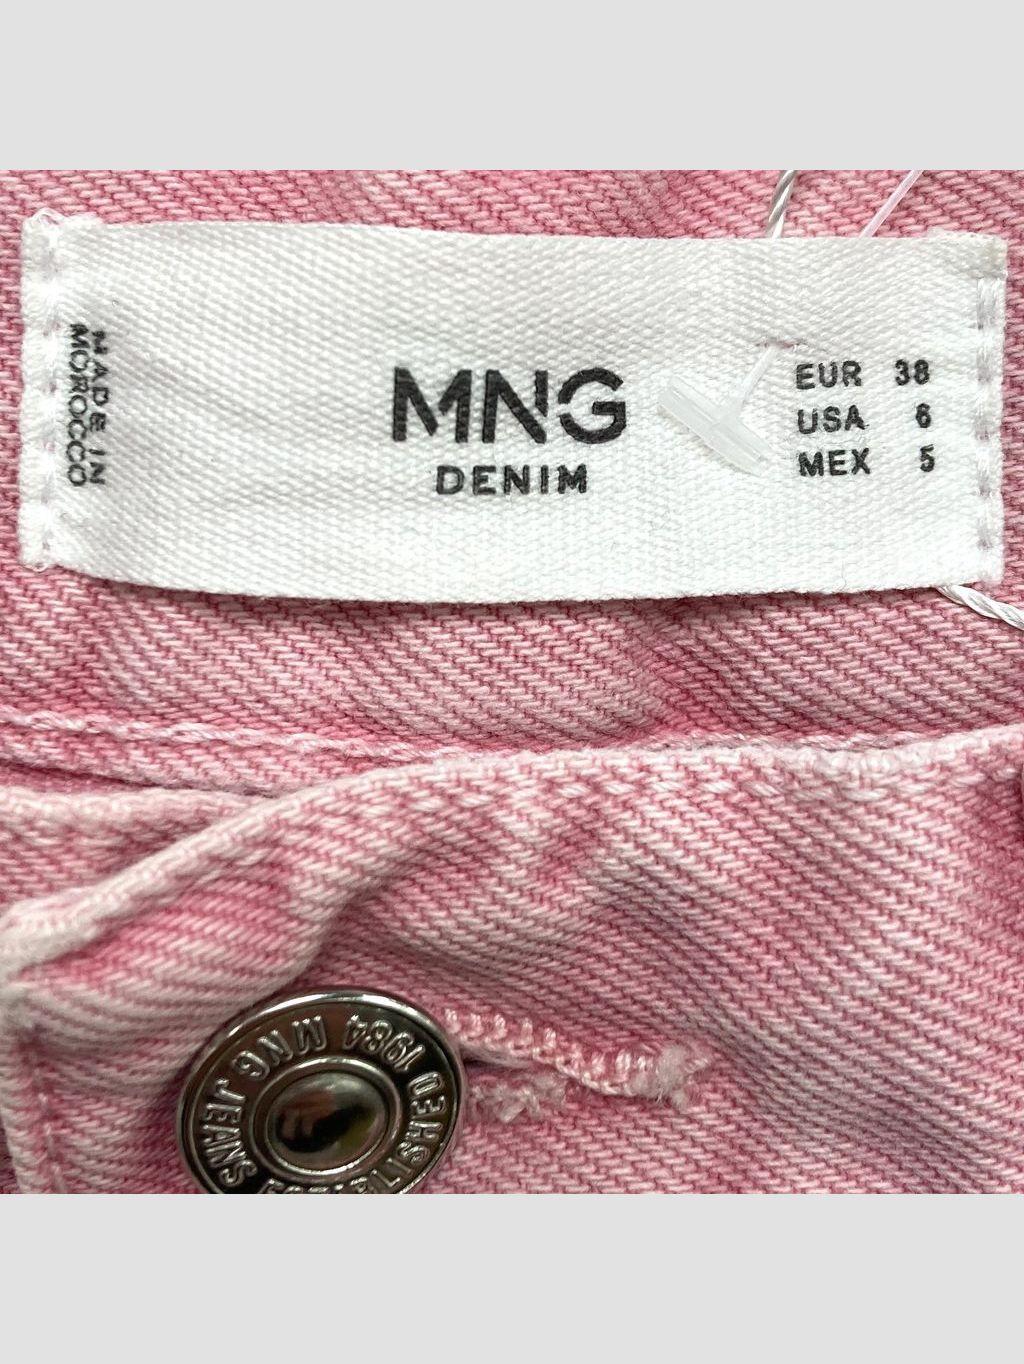 MADE IN
MOROCCO
MNG
DENIM
EUR 38
USA 6
MEX 5
MNG JEANS ESTABLISHED 1984